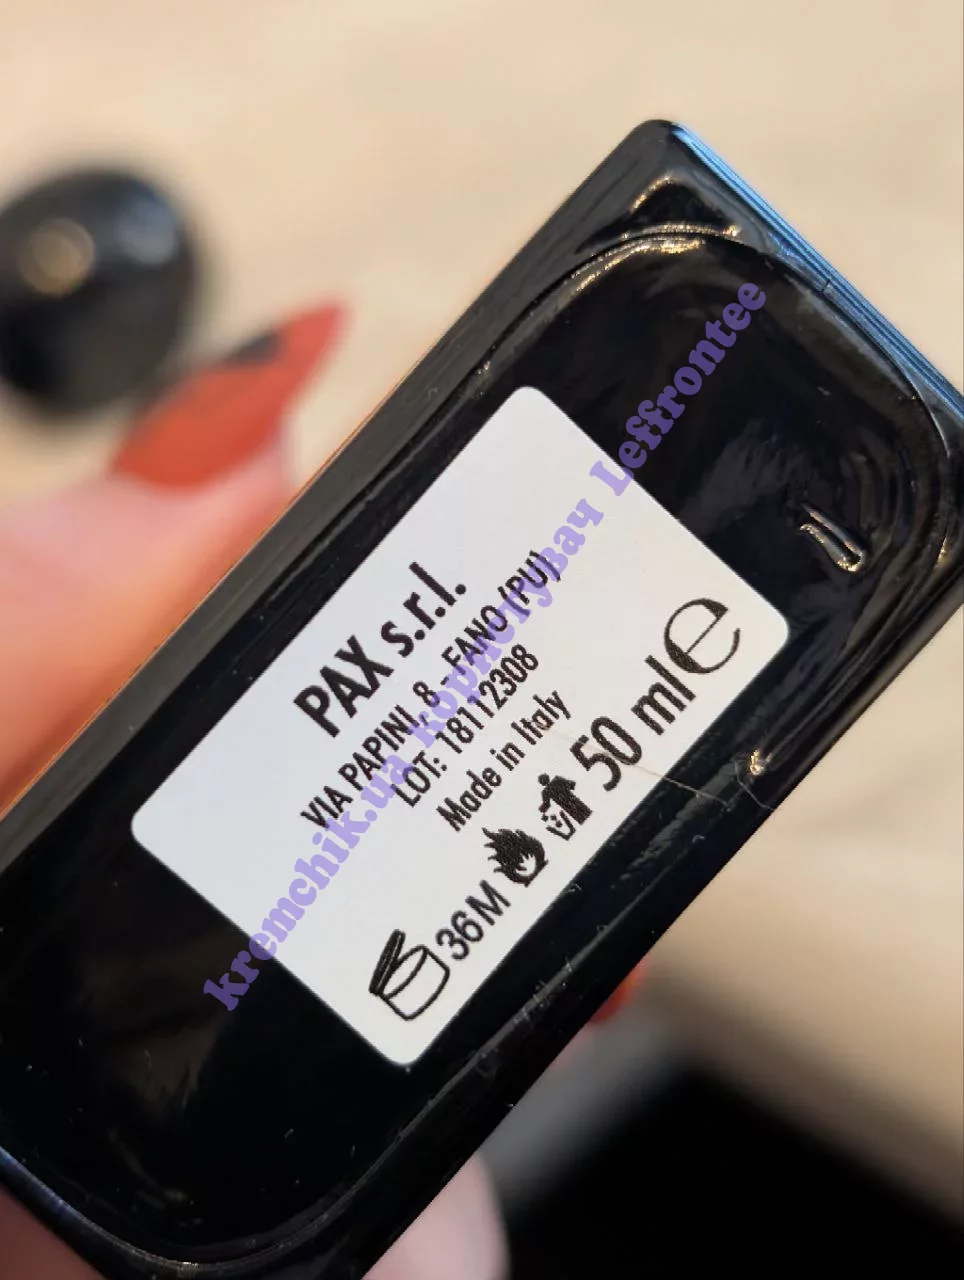 PAX s.r.l.
VIA PAPINI, 8 - FANO (PU)
LOT: 18112308
Made in Italy
36M
50 ml e
kremchik.ua користувач Leffrontee